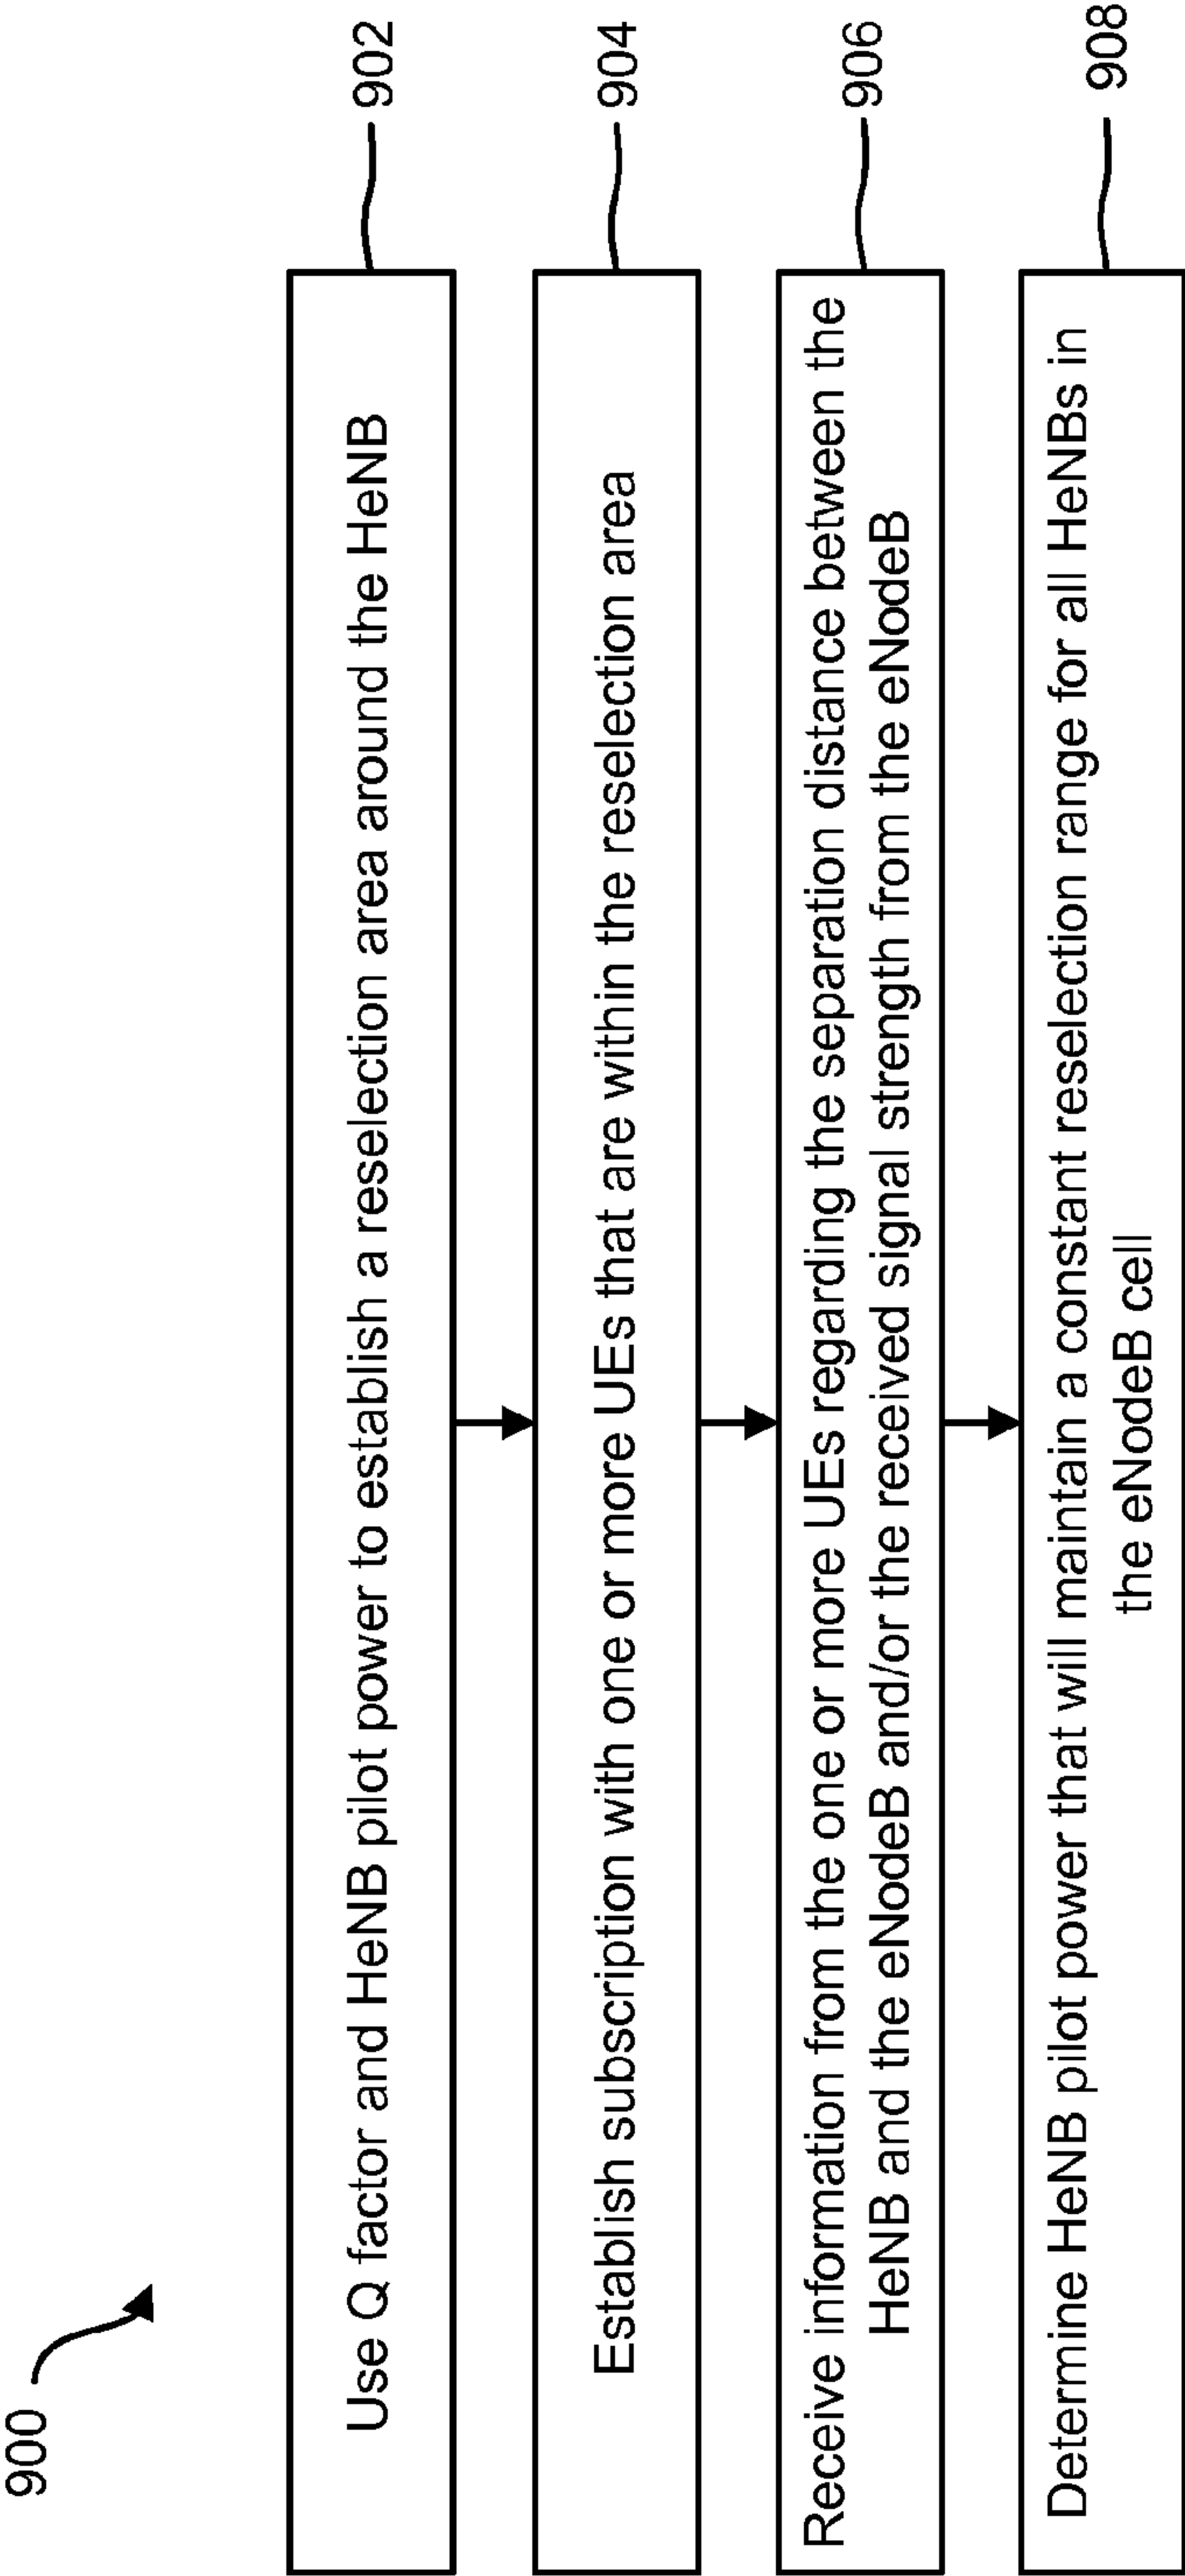 900
Use Q factor and HeNB pilot power to establish a reselection area around the HeNB
902
Establish subscription with one or more UEs that are within the reselection area
904
Receive information from the one or more UEs regarding the separation distance between the
HeNB and the eNodeB and/or the received signal strength from the eNodeB
906
Determine HeNB pilot power that will maintain a constant reselection range for all HeNBs in
the eNodeB cell
908